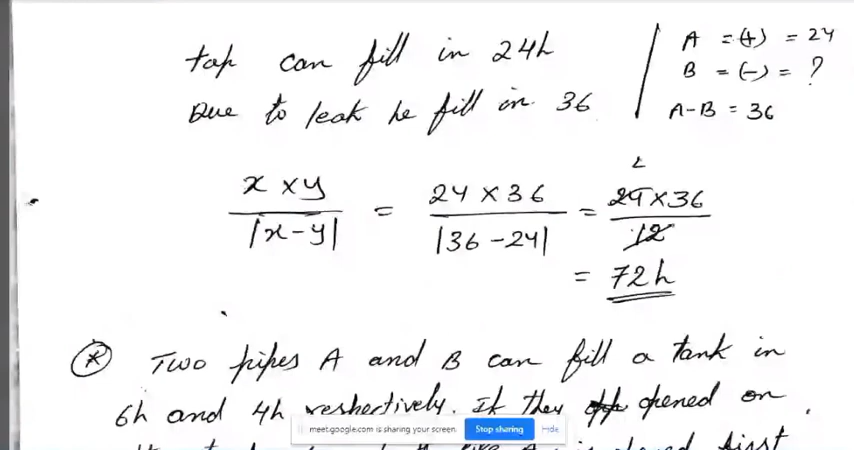 tap can fill in 24h
Due to leak he fill in 36
A = (+) = 24
B = (-) = ?
A-B = 36
x × y / |x-y| = 24 × 36 / |36-24| = 24 × 36 / 12
2
= 72h
* Two pipes A and B can fill a tank in
6h and 4h reshectively. If they opened on
meet.google.com is sharing your screen. Stop sharing Hide
first